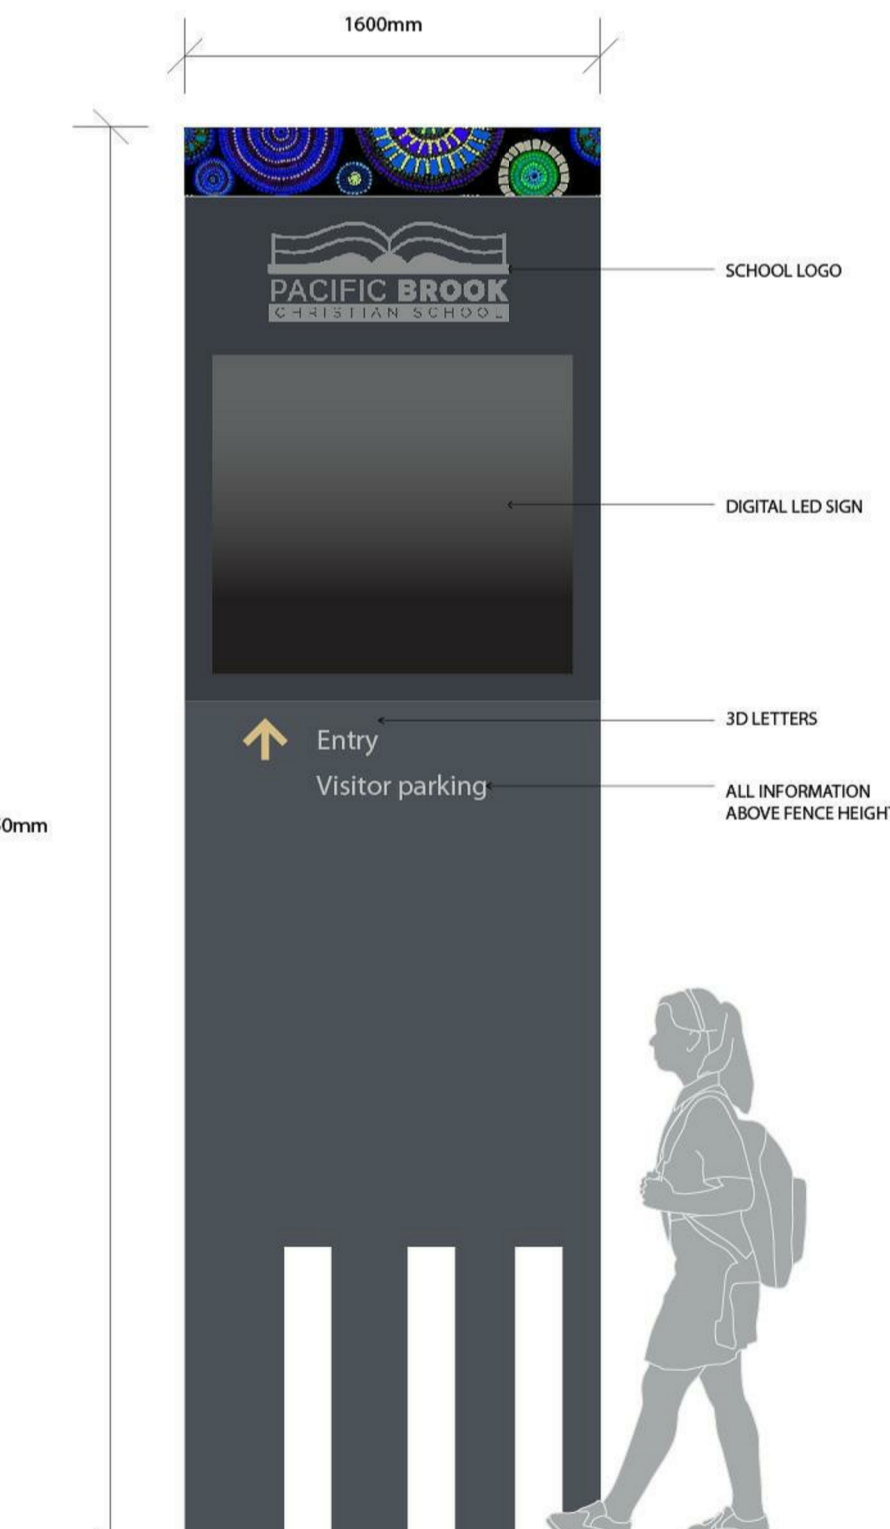 1600mm
PACIFIC BROOK
CHRISTIAN SCHOOL
SCHOOL LOGO
DIGITAL LED SIGN
3D LETTERS
Entry
Visitor parking
ALL INFORMATION
ABOVE FENCE HEIGHT
0mm